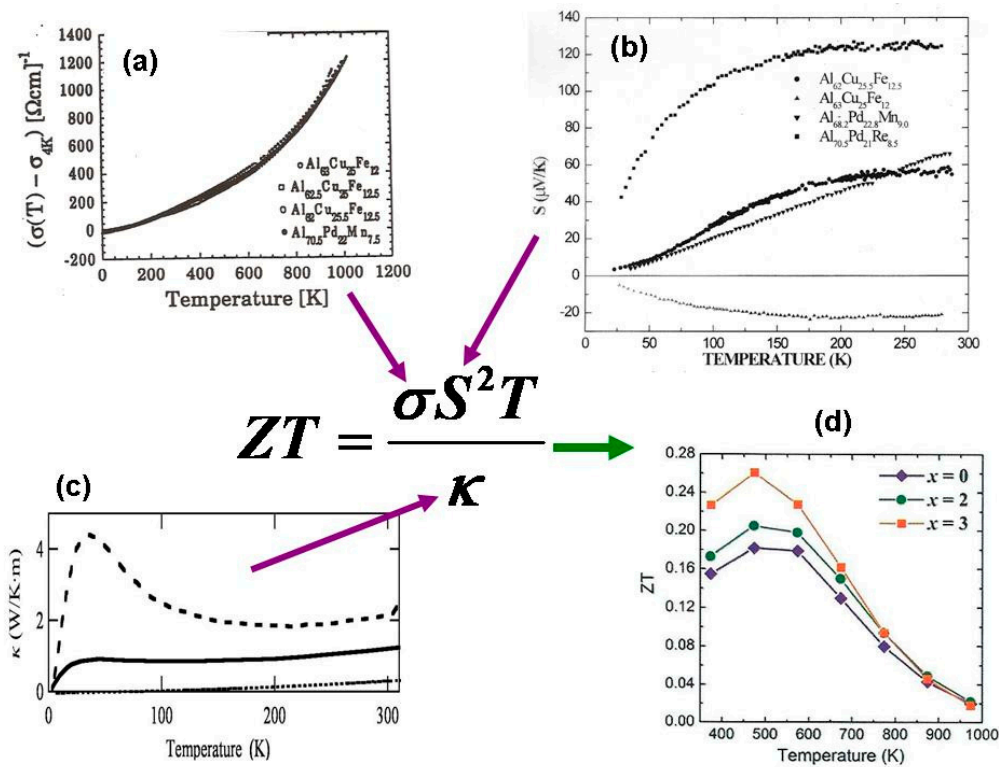 (a)
(σ(T) – σ4K) [Ωcm]-1
1400
1200
1000
800
600
400
200
0
-200
Al63Cu25Fe12
Al62.5Cu25Fe12.5
Al62Cu25.5Fe12.5
Al70.5Pd22Mn7.5
0 200 400 600 800 1000 1200
Temperature [K]
(b)
S (μV/K)
140
120
100
80
60
40
20
0
-20
Al62Cu25.5Fe12.5
Al63Cu25Fe12
Al68.2Pd22.8Mn9.0
Al70.5Pd21Re8.5
0 50 100 150 200 250 300
TEMPERATURE (K)
ZT = σS²T / κ
(c)
κ (W/K·m)
4
2
0
0 100 200 300
Temperature (K)
(d)
ZT
0.28
0.24
0.20
0.16
0.12
0.08
0.04
0.00
x = 0
x = 2
x = 3
400 500 600 700 800 900 1000
Temperature (K)